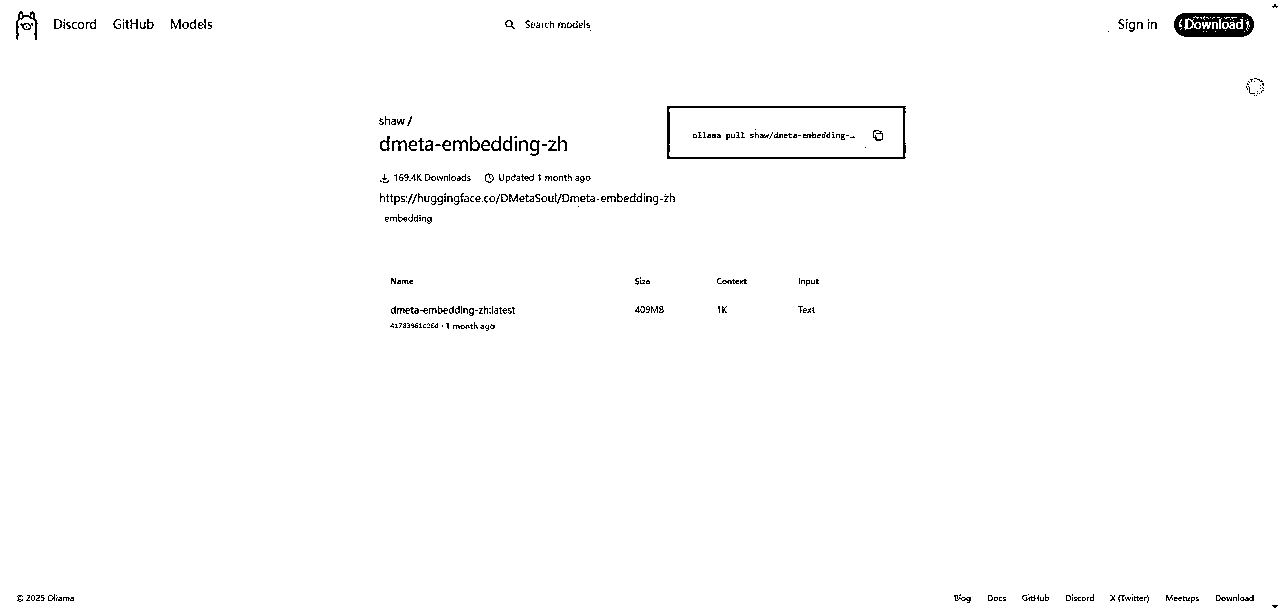 Discord GitHub Models
Search models
Sign in
Download
shaw /
dmeta-embedding-zh
ollama pull shaw/dmeta-embedding-…
169.4K Downloads Updated 1 month ago
https://huggingface.co/DMetaSoul/Dmeta-embedding-zh
embedding
Name Size Context Input
dmeta-embedding-zh:latest 409MB 1K Text
· 1 month ago
© 2025 Ollama
Blog Docs GitHub Discord X (Twitter) Meetups Download